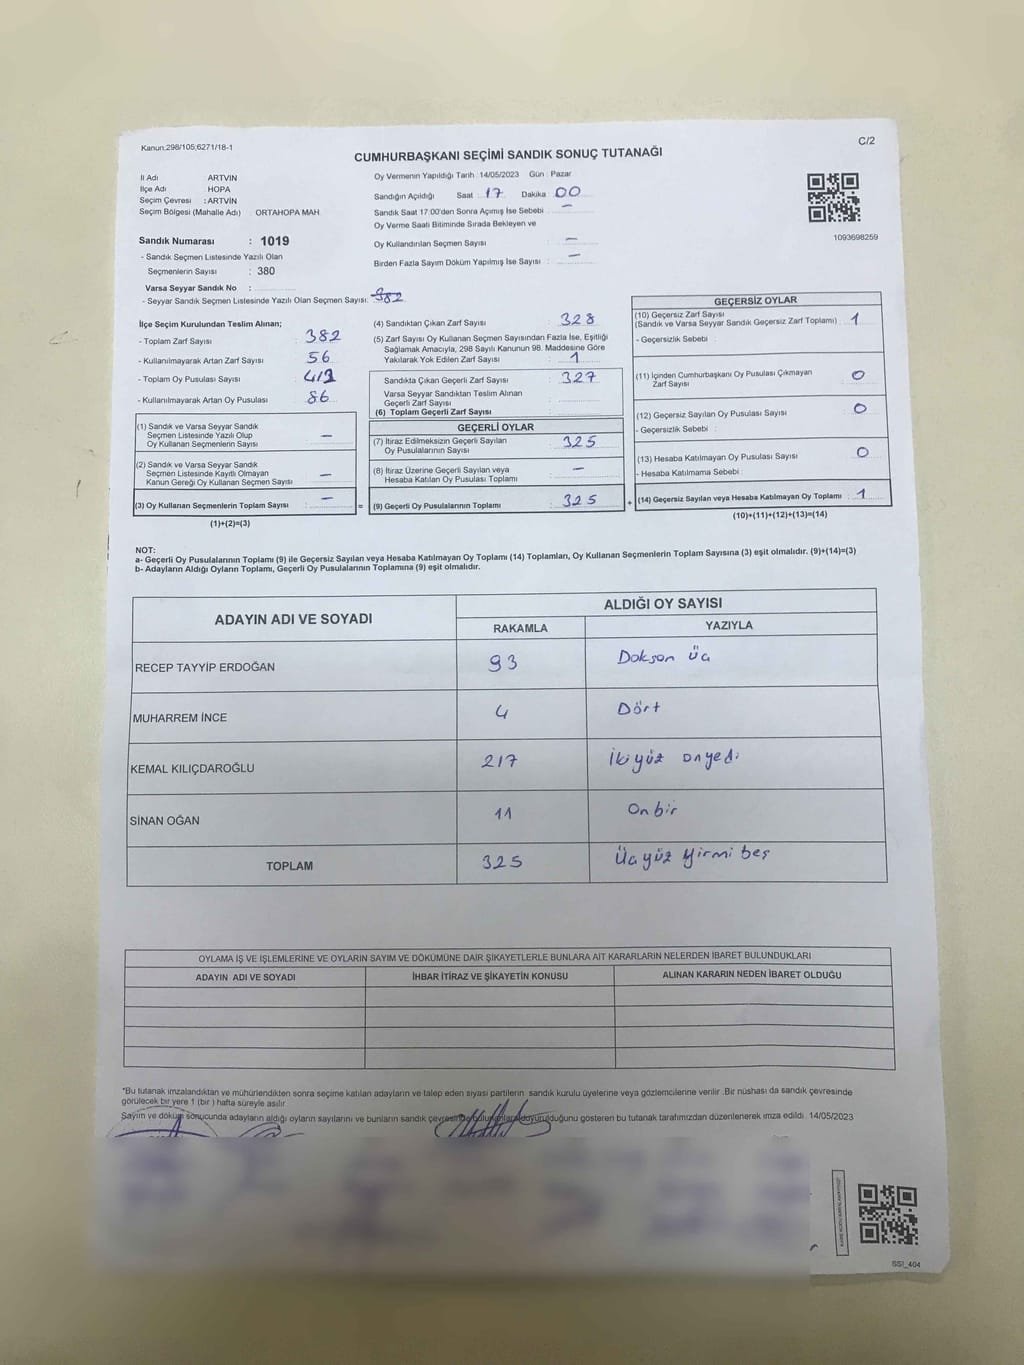 Kanun:298/105;6271/18-1
C/2
CUMHURBAŞKANI SEÇİMİ SANDIK SONUÇ TUTANAĞI
İl Adı ARTVİN
İlçe Adı HOPA
Seçim Çevresi : ARTVİN
Seçim Bölgesi (Mahalle Adı) ORTAHOPA MAH
Sandık Numarası : 1019
- Sandık Seçmen Listesinde Yazılı Olan
Seçmenlerin Sayısı : 380
Varsa Seyyar Sandık No :
- Seyyar Sandık Seçmen Listesinde Yazılı Olan Seçmen Sayısı: 382
Oy Vermenin Yapıldığı Tarih : 14/05/2023 Gün : Pazar
Sandığın Açıldığı Saat : 17 Dakika : 00
Sandık Saat 17:00'den Sonra Açımış İse Sebebi : —
Oy Verme Saati Bitiminde Sırada Bekleyen ve
Oy Kullandırılan Seçmen Sayısı : —
Birden Fazla Sayım Döküm Yapılmış İse Sayısı : —
1093698259
İlçe Seçim Kurulundan Teslim Alınan;
- Toplam Zarf Sayısı : 382
- Kullanılmayarak Artan Zarf Sayısı : 56
- Toplam Oy Pusulası Sayısı :
- Kullanılmayarak Artan Oy Pusulası : 86
(1) Sandık ve Varsa Seyyar Sandık
Seçmen Listesinde Yazılı Olup
Oy Kullanan Seçmenlerin Sayısı : —
(2) Sandık ve Varsa Seyyar Sandık
Seçmen Listesinde Kayıtlı Olmayan
Kanun Gereği Oy Kullanan Seçmen Sayısı : —
(3) Oy Kullanan Seçmenlerin Toplam Sayısı : —
(1)+(2)=(3)
=
(4) Sandıktan Çıkan Zarf Sayısı : 328
(5) Zarf Sayısı Oy Kullanan Seçmen Sayısından Fazla İse, Eşitliği
Sağlamak Amacıyla, 298 Sayılı Kanunun 98. Maddesine Göre
Yakılarak Yok Edilen Zarf Sayısı : 1
Sandıkta Çıkan Geçerli Zarf Sayısı : 327
Varsa Seyyar Sandıktan Teslim Alınan
Geçerli Zarf Sayısı
(6) Toplam Geçerli Zarf Sayısı :
GEÇERLİ OYLAR
(7) İtiraz Edilmeksizin Geçerli Sayılan
Oy Pusulalarının Sayısı : 325
(8) İtiraz Üzerine Geçerli Sayılan veya
Hesaba Katılan Oy Pusulası Toplamı : —
(9) Geçerli Oy Pusulalarının Toplamı : 325
+
GEÇERSİZ OYLAR
(10) Geçersiz Zarf Sayısı
(Sandık ve Varsa Seyyar Sandık Geçersiz Zarf Toplamı) : 1
- Geçersizlik Sebebi :
(11) İçinden Cumhurbaşkanı Oy Pusulası Çıkmayan
Zarf Sayısı : 0
(12) Geçersiz Sayılan Oy Pusulası Sayısı : 0
- Geçersizlik Sebebi :
(13) Hesaba Katılmayan Oy Pusulası Sayısı : 0
- Hesaba Katılmama Sebebi :
(14) Geçersiz Sayılan veya Hesaba Katılmayan Oy Toplamı : 1
(10)+(11)+(12)+(13)=(14)
NOT:
a- Geçerli Oy Pusulalarının Toplamı (9) ile Geçersiz Sayılan veya Hesaba Katılmayan Oy Toplamı (14) Toplamları, Oy Kullanan Seçmenlerin Toplam Sayısına (3) eşit olmalıdır. (9)+(14)=(3)
b- Adayların Aldığı Oyların Toplamı, Geçerli Oy Pusulalarının Toplamına (9) eşit olmalıdır.
ADAYIN ADI VE SOYADI
ALDIĞI OY SAYISI
RAKAMLA YAZIYLA
RECEP TAYYİP ERDOĞAN 93 Doksan üç
MUHARREM İNCE 4 Dört
KEMAL KILIÇDAROĞLU 217 İkiyüz onyedi
SİNAN OĞAN 11 Onbir
TOPLAM 325 Üçyüz yirmi beş
OYLAMA İŞ VE İŞLEMLERİNE VE OYLARIN SAYIM VE DÖKÜMÜNE DAİR ŞİKAYETLERLE BUNLARA AİT KARARLARIN NELERDEN İBARET BULUNDUKLARI
ADAYIN ADI VE SOYADI İHBAR İTİRAZ VE ŞİKAYETİN KONUSU ALINAN KARARIN NEDEN İBARET OLDUĞU
*Bu tutanak imzalandıktan ve mühürlendikten sonra seçime katılan adayların ve talep eden siyasi partilerin sandık kurulu üyelerine veya gözlemcilerine verilir. Bir nüshası da sandık çevresinde
görülecek bir yere 1 (bir) hafta süreyle asılır.
Sayım ve döküm sonucunda adayların aldığı oyların sayılarını ve bunların sandık çevresinde duyurulduğunu gösteren bu tutanak tarafımızdan düzenlenerek imza edildi. 14/05/2023
SSI_404